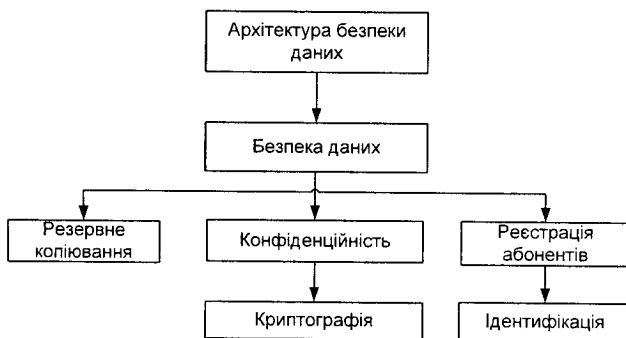 Архітектура безпеки
даних
Безпека даних
Резервне
копіювання
Конфіденційність
Реєстрація
абонентів
Криптографія
Ідентифікація